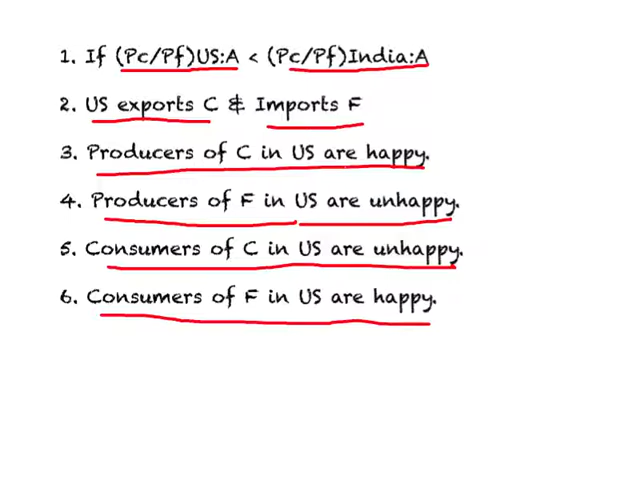 1. If (Pc/Pf)US:A < (Pc/Pf)India:A
2. US exports C & Imports F
3. Producers of C in US are happy.
4. Producers of F in US are unhappy.
5. Consumers of C in US are unhappy.
6. Consumers of F in US are happy.